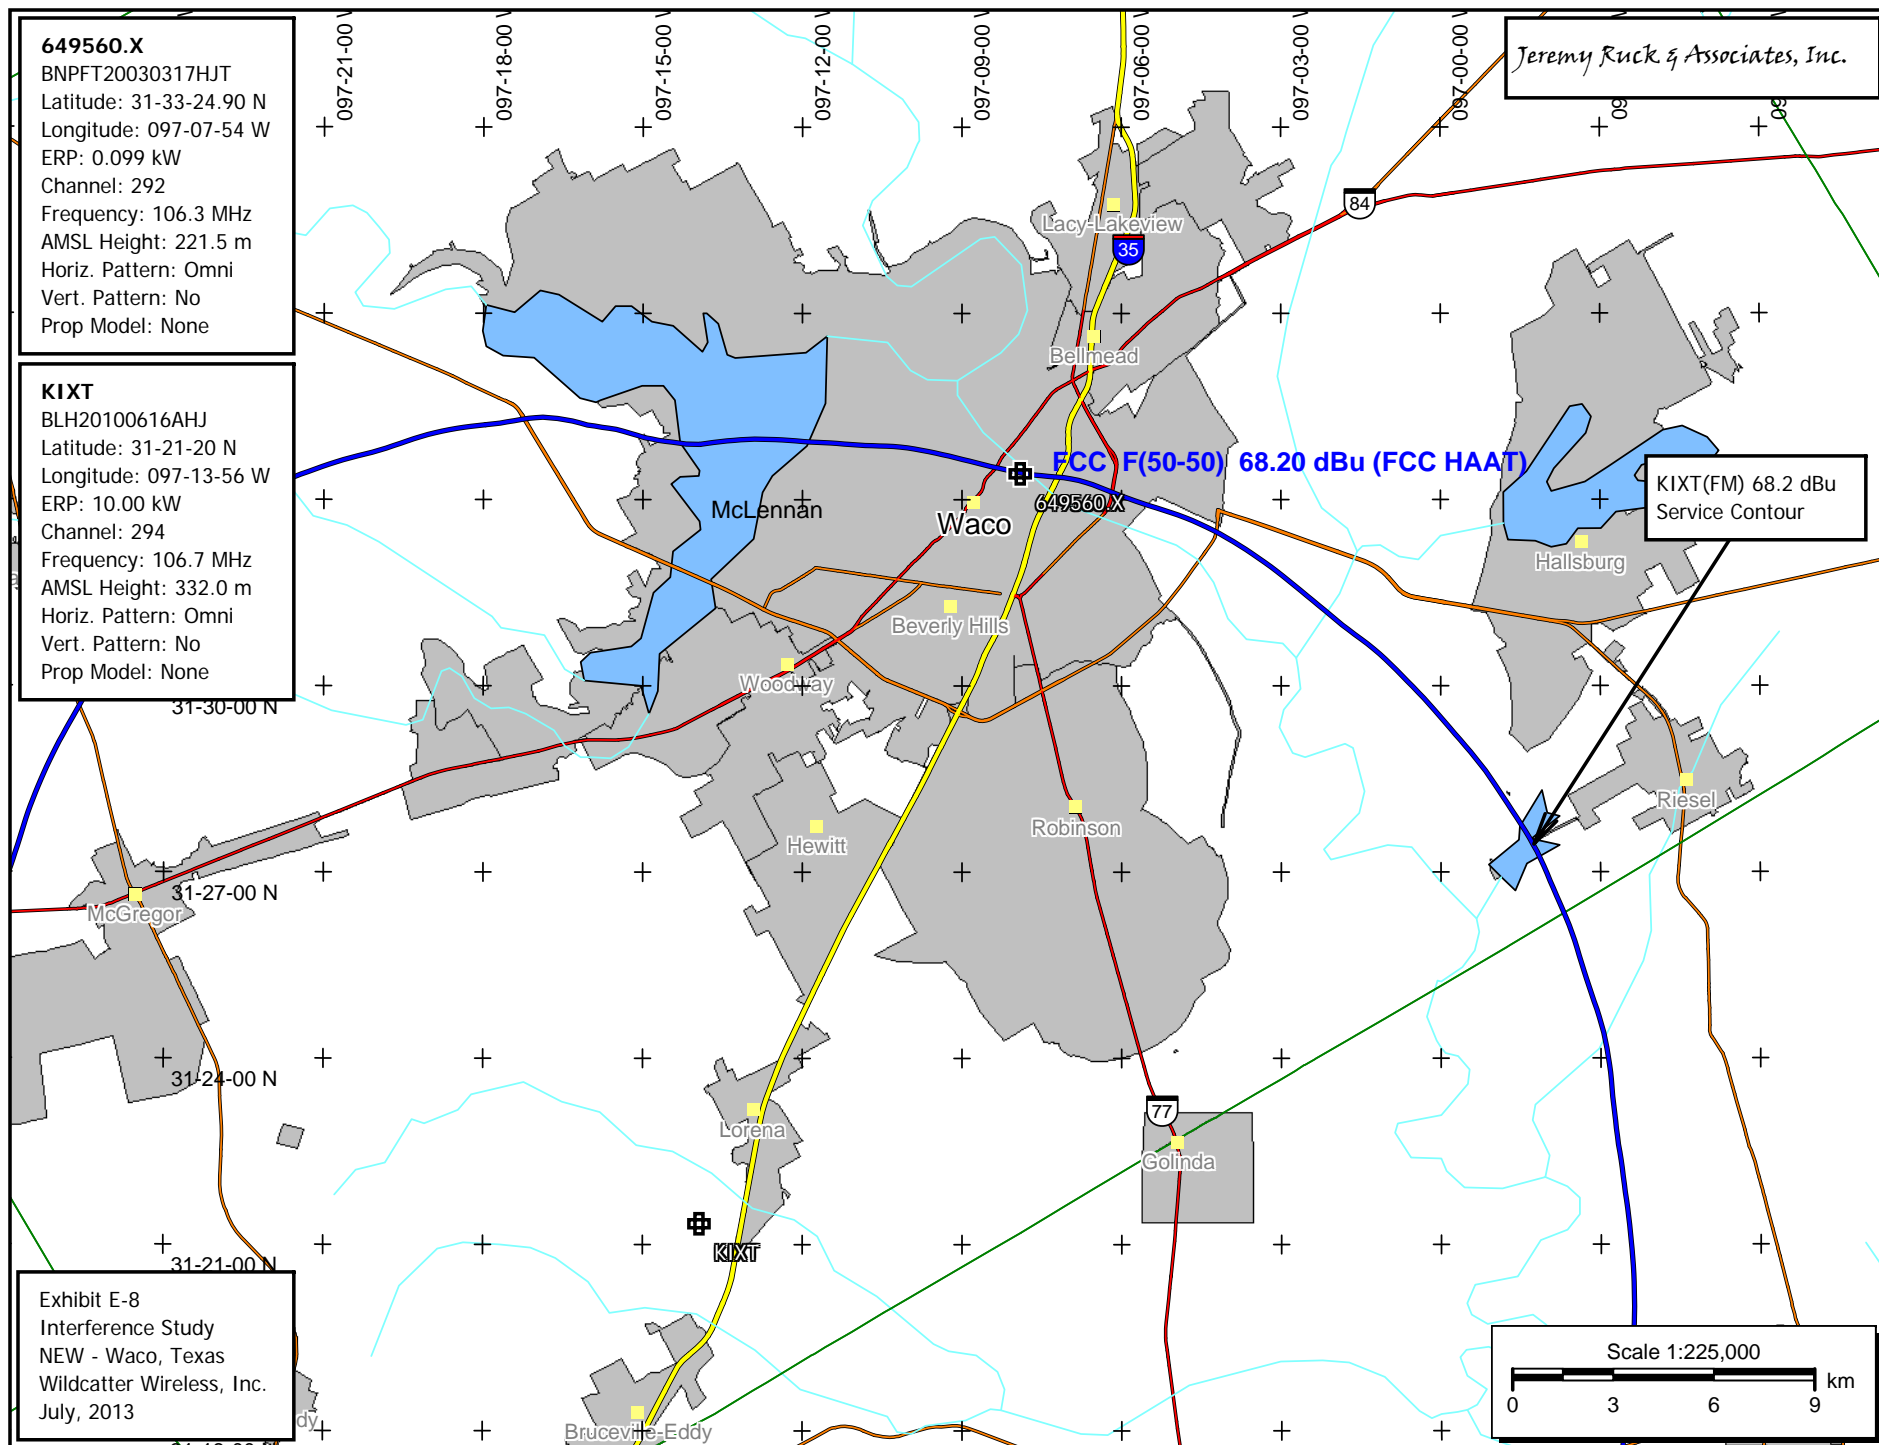 649560.X
BNPFT20030317HJT
Latitude: 31-33-24.90 N
Longitude: 097-07-54 W
ERP: 0.099 kW
Channel: 292
Frequency: 106.3 MHz
AMSL Height: 221.5 m
Horiz. Pattern: Omni
Vert. Pattern: No
Prop Model: None
KIXT
BLH20100616AHJ
Latitude: 31-21-20 N
Longitude: 097-13-56 W
ERP: 10.00 kW
Channel: 294
Frequency: 106.7 MHz
AMSL Height: 332.0 m
Horiz. Pattern: Omni
Vert. Pattern: No
Prop Model: None
097-21-00
097-18-00
097-15-00
097-12-00
097-09-00
097-06-00
097-03-00
097-00
Jeremy Ruck & Associates, Inc.
Lacy-Lakeview
35
84
Bellmead
FCC F(50-50) 68.20 dBu (FCC HAAT)
649560.X
McLennan
Waco
KIXT(FM) 68.2 dBu
Service Contour
Hallsburg
Beverly Hills
Woodway
31-30-00 N
Riesel
Robinson
Hewitt
31-27-00 N
McGregor
31-24-00 N
77
Lorena
Golinda
KIXT
31-21-00 N
Exhibit E-8
Interference Study
NEW - Waco, Texas
Wildcatter Wireless, Inc.
July, 2013
Bruceville-Eddy
Scale 1:225,000
km
0 3 6 9